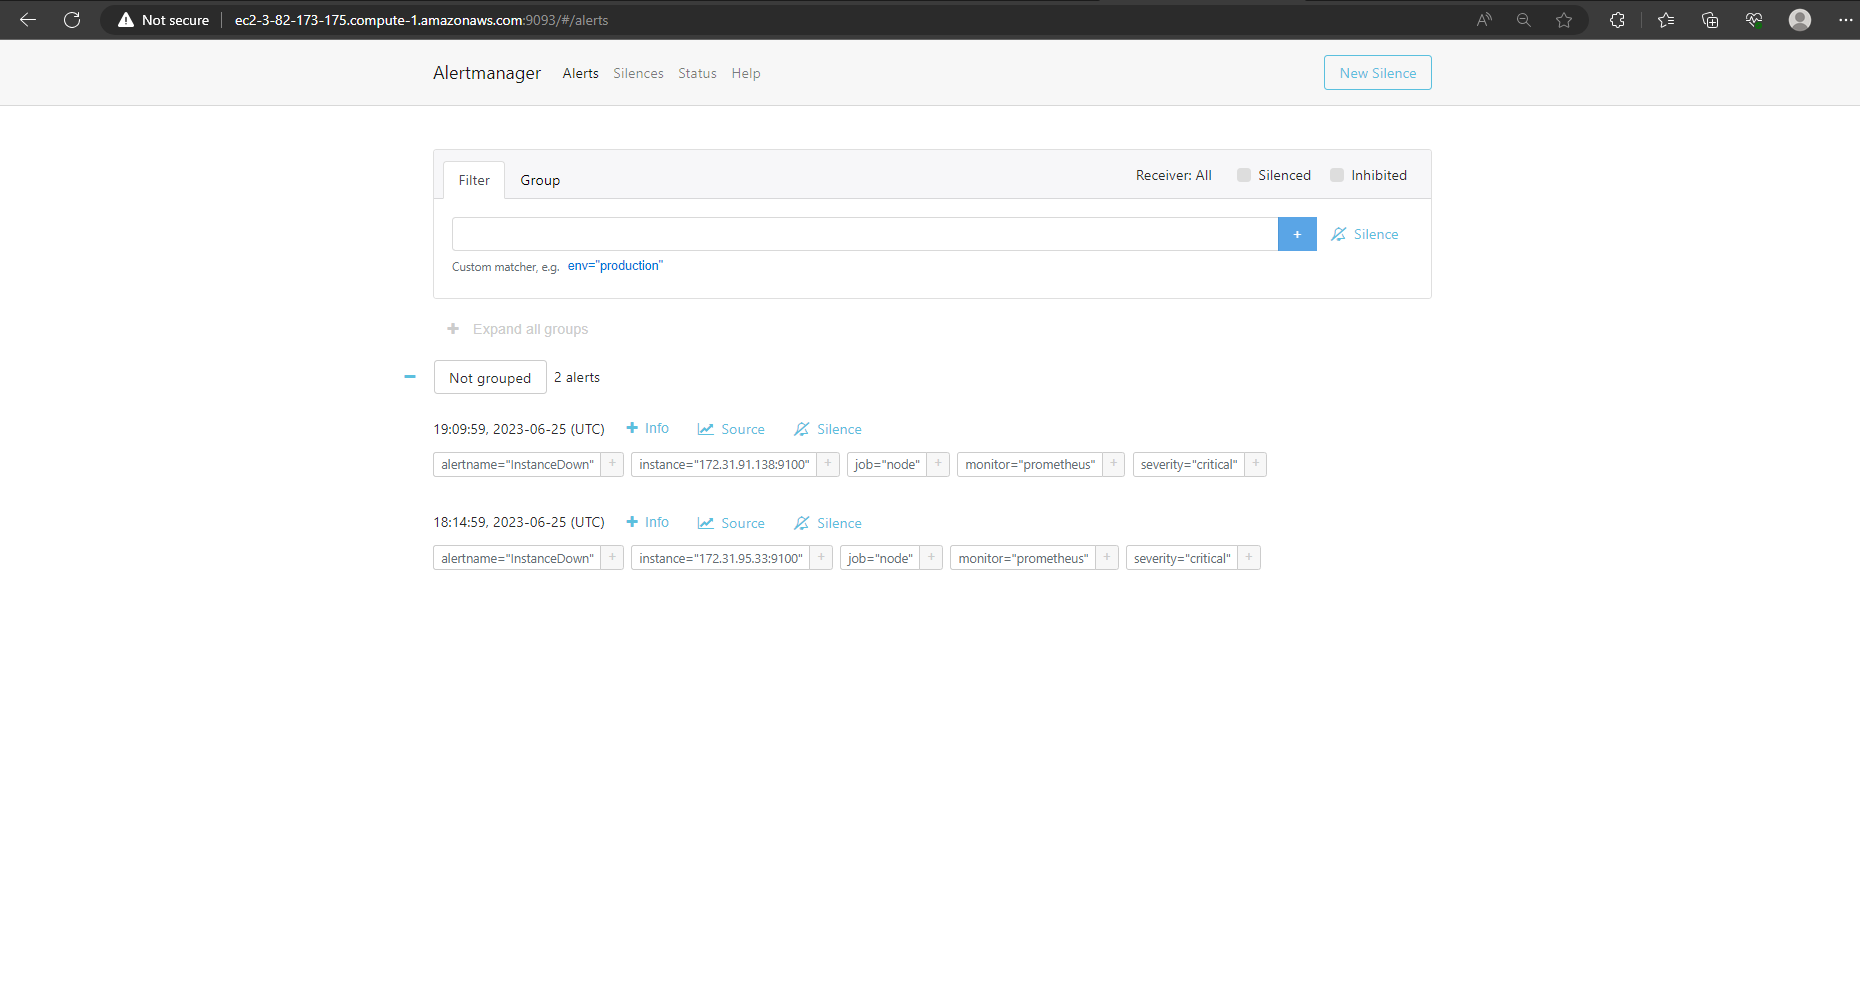 Not secure ec2-3-82-173-175.compute-1.amazonaws.com:9093/#/alerts
Alertmanager Alerts Silences Status Help New Silence
Filter Group Receiver: All Silenced Inhibited
+ Silence
Custom matcher, e.g. env="production"
+ Expand all groups
− Not grouped 2 alerts
19:09:59, 2023-06-25 (UTC) + Info Source Silence
alertname="InstanceDown" + instance="172.31.91.138:9100" + job="node" + monitor="prometheus" + severity="critical" +
18:14:59, 2023-06-25 (UTC) + Info Source Silence
alertname="InstanceDown" + instance="172.31.95.33:9100" + job="node" + monitor="prometheus" + severity="critical" +